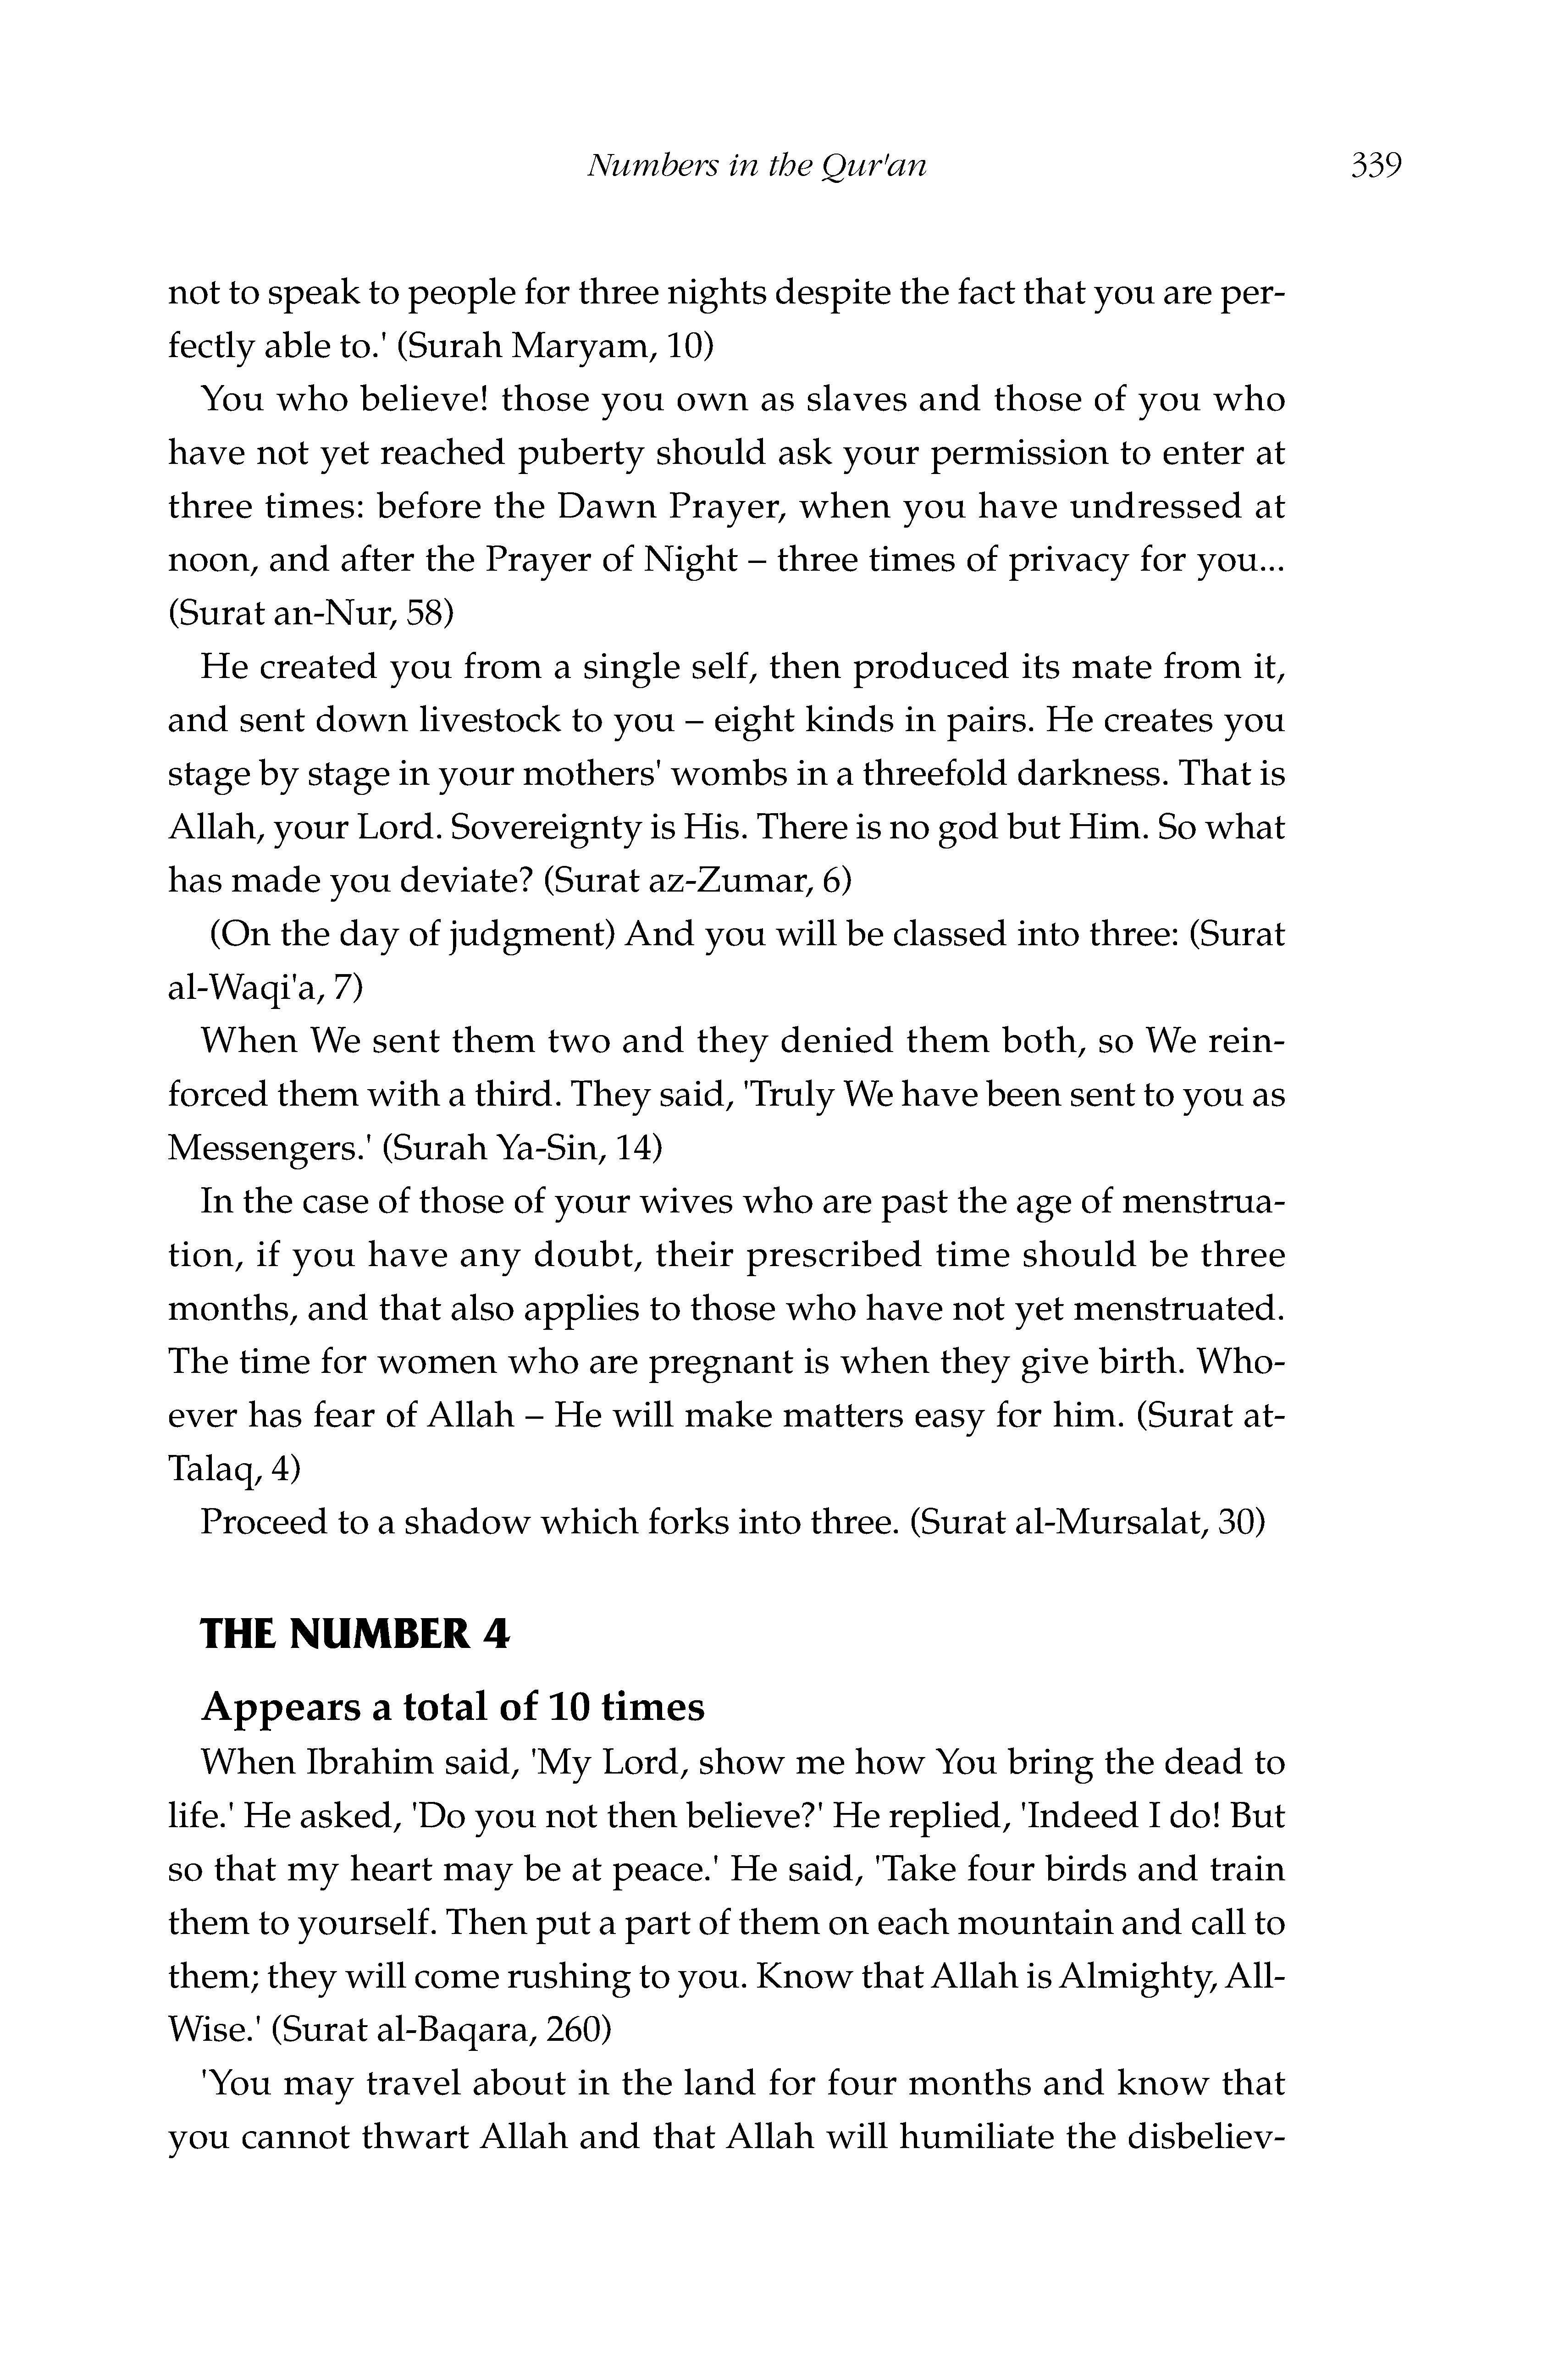 Numbers in the Qur'an 339
not to speak to people for three nights despite the fact that you are per-
fectly able to.' (Surah Maryam, 10)
You who believe! those you own as slaves and those of you who
have not yet reached puberty should ask your permission to enter at
three times: before the Dawn Prayer, when you have undressed at
noon, and after the Prayer of Night – three times of privacy for you...
(Surat an-Nur, 58)
He created you from a single self, then produced its mate from it,
and sent down livestock to you – eight kinds in pairs. He creates you
stage by stage in your mothers' wombs in a threefold darkness. That is
Allah, your Lord. Sovereignty is His. There is no god but Him. So what
has made you deviate? (Surat az-Zumar, 6)
(On the day of judgment) And you will be classed into three: (Surat
al-Waqi'a, 7)
When We sent them two and they denied them both, so We rein-
forced them with a third. They said, 'Truly We have been sent to you as
Messengers.' (Surah Ya-Sin, 14)
In the case of those of your wives who are past the age of menstrua-
tion, if you have any doubt, their prescribed time should be three
months, and that also applies to those who have not yet menstruated.
The time for women who are pregnant is when they give birth. Who-
ever has fear of Allah – He will make matters easy for him. (Surat at-
Talaq, 4)
Proceed to a shadow which forks into three. (Surat al-Mursalat, 30)
THE NUMBER 4
Appears a total of 10 times
When Ibrahim said, 'My Lord, show me how You bring the dead to
life.' He asked, 'Do you not then believe?' He replied, 'Indeed I do! But
so that my heart may be at peace.' He said, 'Take four birds and train
them to yourself. Then put a part of them on each mountain and call to
them; they will come rushing to you. Know that Allah is Almighty, All-
Wise.' (Surat al-Baqara, 260)
'You may travel about in the land for four months and know that
you cannot thwart Allah and that Allah will humiliate the disbeliev-